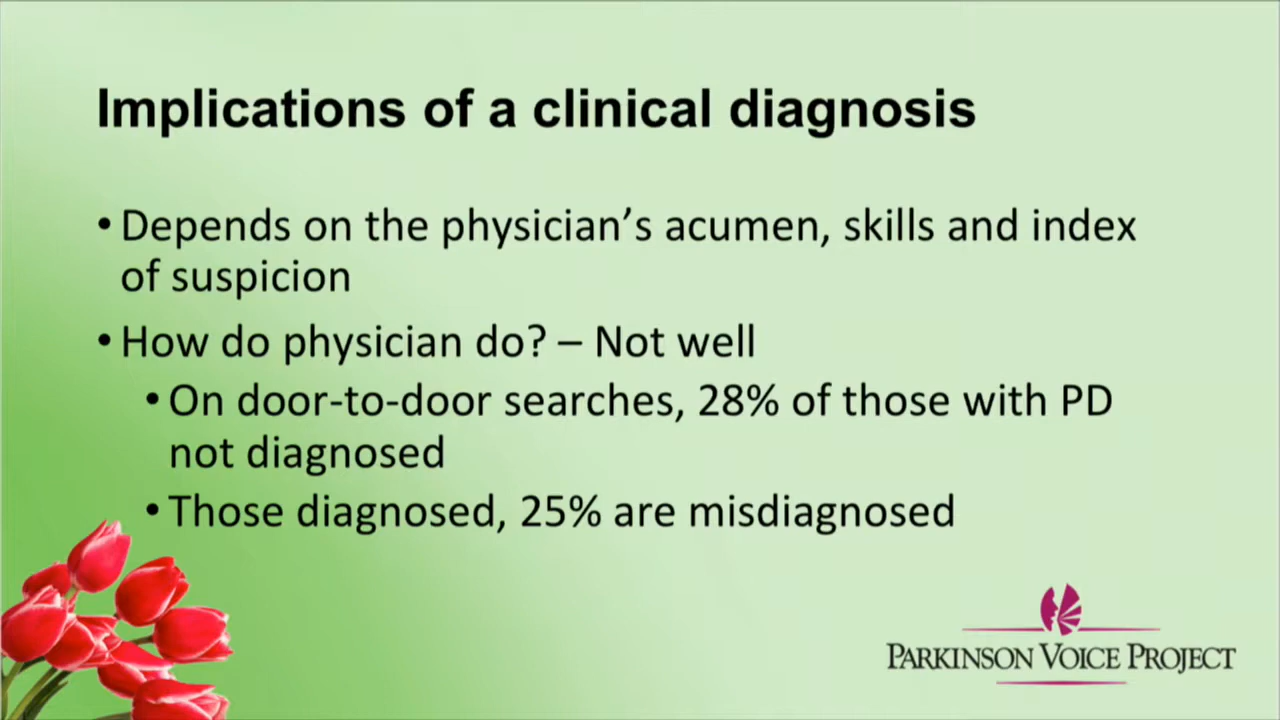 Implications of a clinical diagnosis
• Depends on the physician’s acumen, skills and index
of suspicion
• How do physician do? – Not well
• On door-to-door searches, 28% of those with PD
not diagnosed
• Those diagnosed, 25% are misdiagnosed
PARKINSON VOICE PROJECT